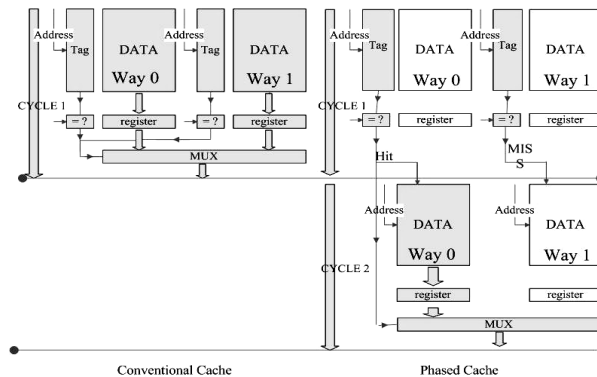 Address
Tag
DATA
Way 0
Address
Tag
DATA
Way 1
CYCLE 1
= ?
register
= ?
register
MUX
Address
Tag
DATA
Way 0
Address
Tag
DATA
Way 1
CYCLE 1
= ?
register
= ?
register
Hit
MIS
S
Address
DATA
Way 0
Address
DATA
Way 1
CYCLE 2
register
register
MUX
Conventional Cache
Phased Cache